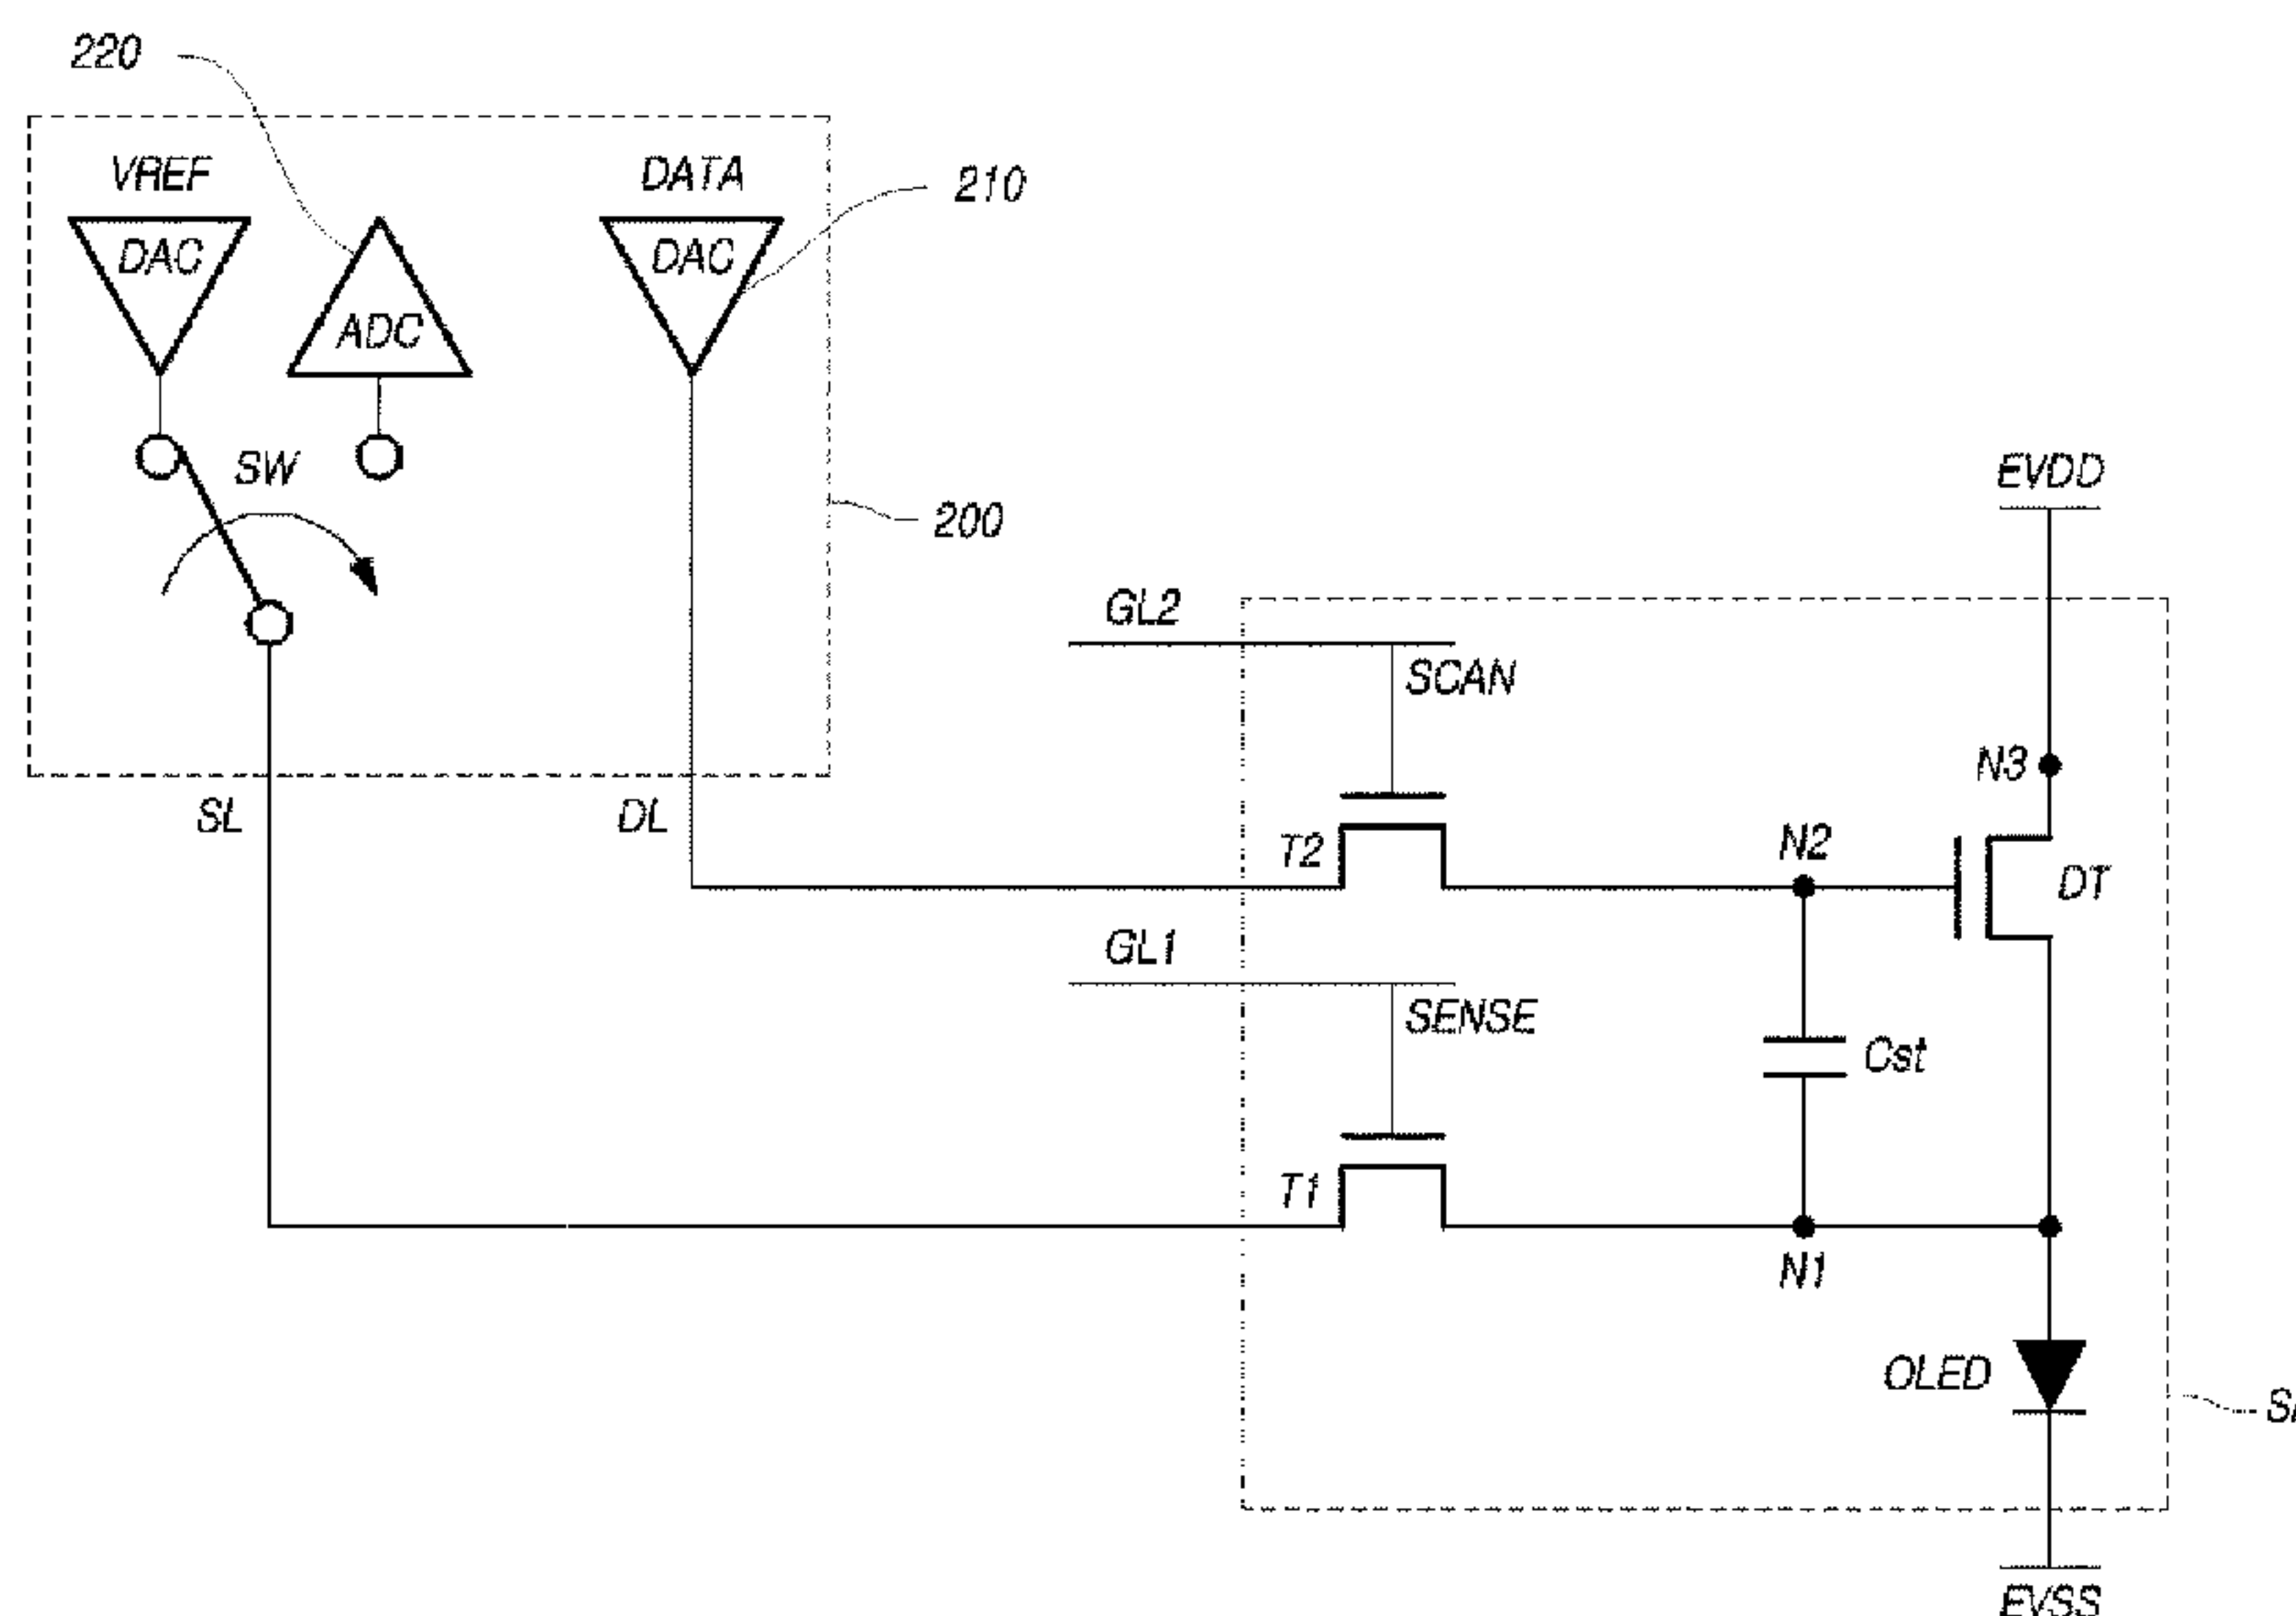 220
VREF
DATA
210
DAC
ADC
DAC
SW
200
EVDD
GL2
SCAN
N3
SL
DL
T2
N2
DT
GL1
SENSE
Cst
T1
N1
OLED
EVSS